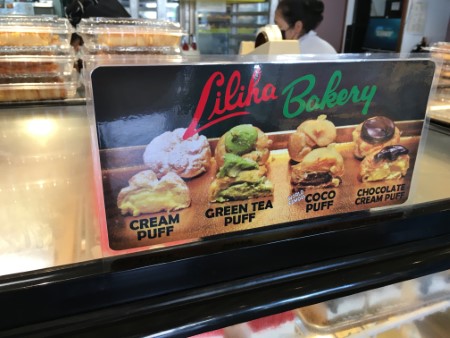 Liliha Bakery
CREAM
PUFF
GREEN TEA
PUFF
COCO
PUFF
CHOCOLATE
CREAM PUFF